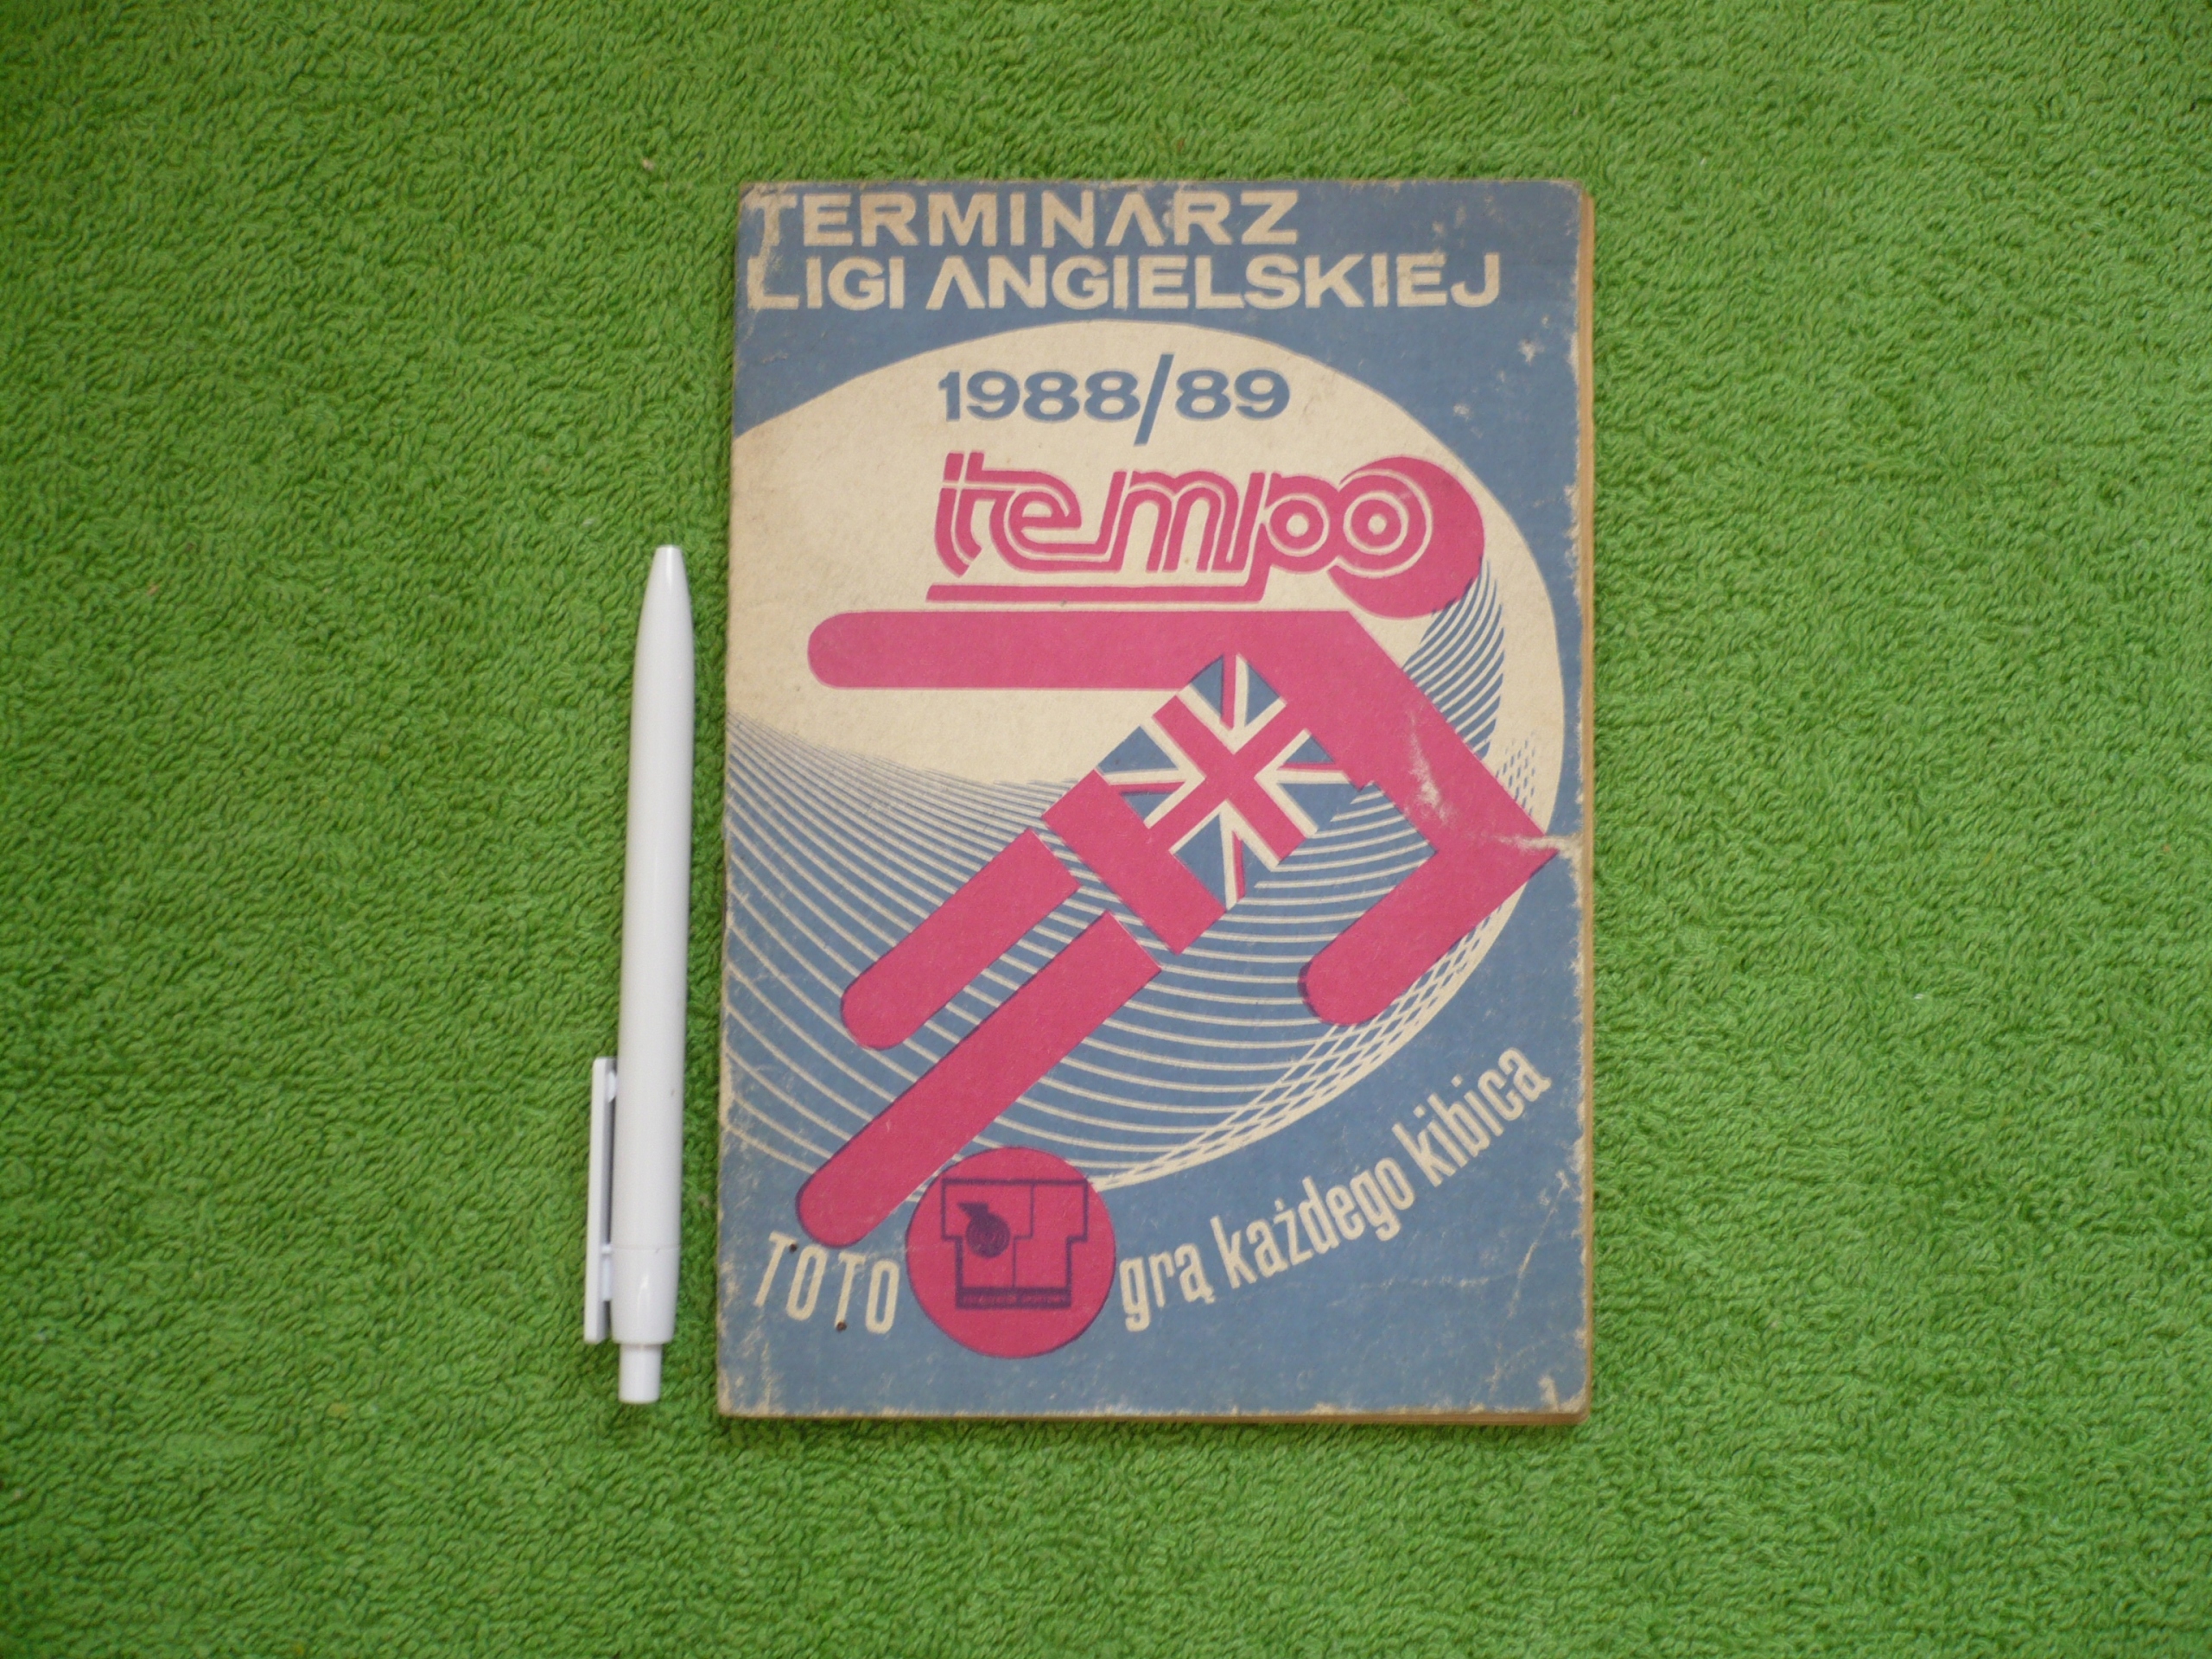 TERMINARZ
LIGI ANGIELSKIEJ
1988/89
tempo
TOTO grą każdego kibica